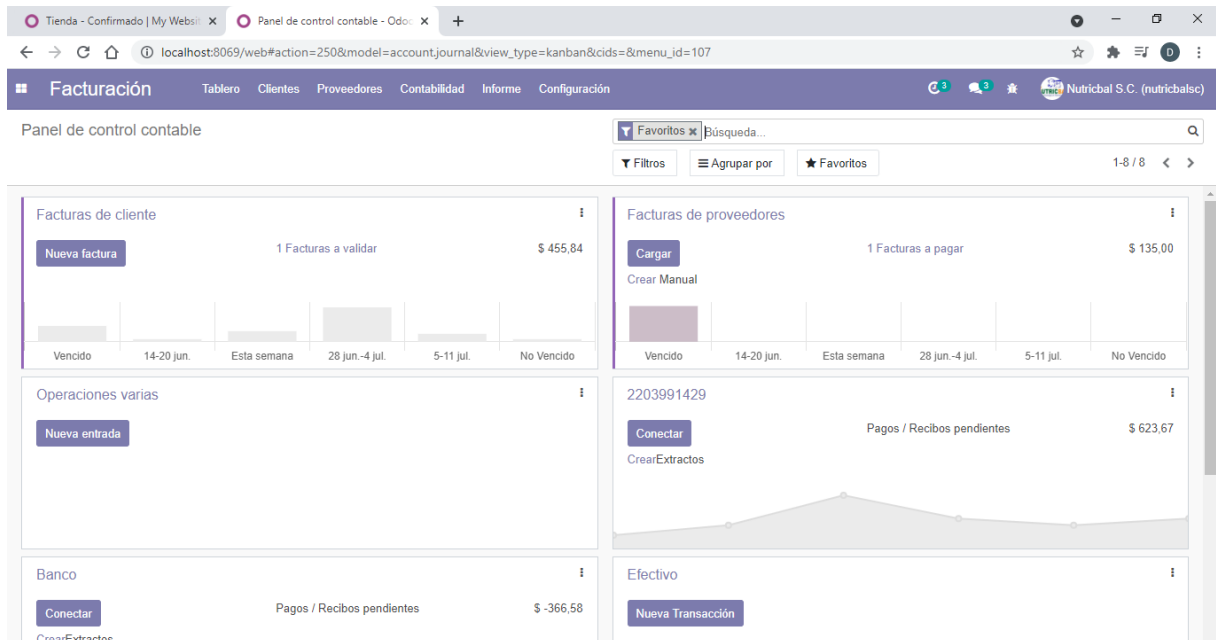 Tienda - Confirmado | My Websi
Panel de control contable - Odoo
localhost:8069/web#action=250&model=account.journal&view_type=kanban&cids=&menu_id=107
D
Facturación Tablero Clientes Proveedores Contabilidad Informe Configuración 3 3 Nutricbal S.C. (nutricbalsc)
Panel de control contable
Favoritos Búsqueda...
Filtros Agrupar por Favoritos 1-8 / 8
Facturas de cliente
Nueva factura 1 Facturas a validar $ 455,84
Vencido 14-20 jun. Esta semana 28 jun.-4 jul. 5-11 jul. No Vencido
Facturas de proveedores
Cargar 1 Facturas a pagar $ 135,00
Crear Manual
Vencido 14-20 jun. Esta semana 28 jun.-4 jul. 5-11 jul. No Vencido
Operaciones varias
Nueva entrada
2203991429
Conectar Pagos / Recibos pendientes $ 623,67
CrearExtractos
Banco
Conectar Pagos / Recibos pendientes $ -366,58
CrearExtractos
Efectivo
Nueva Transacción